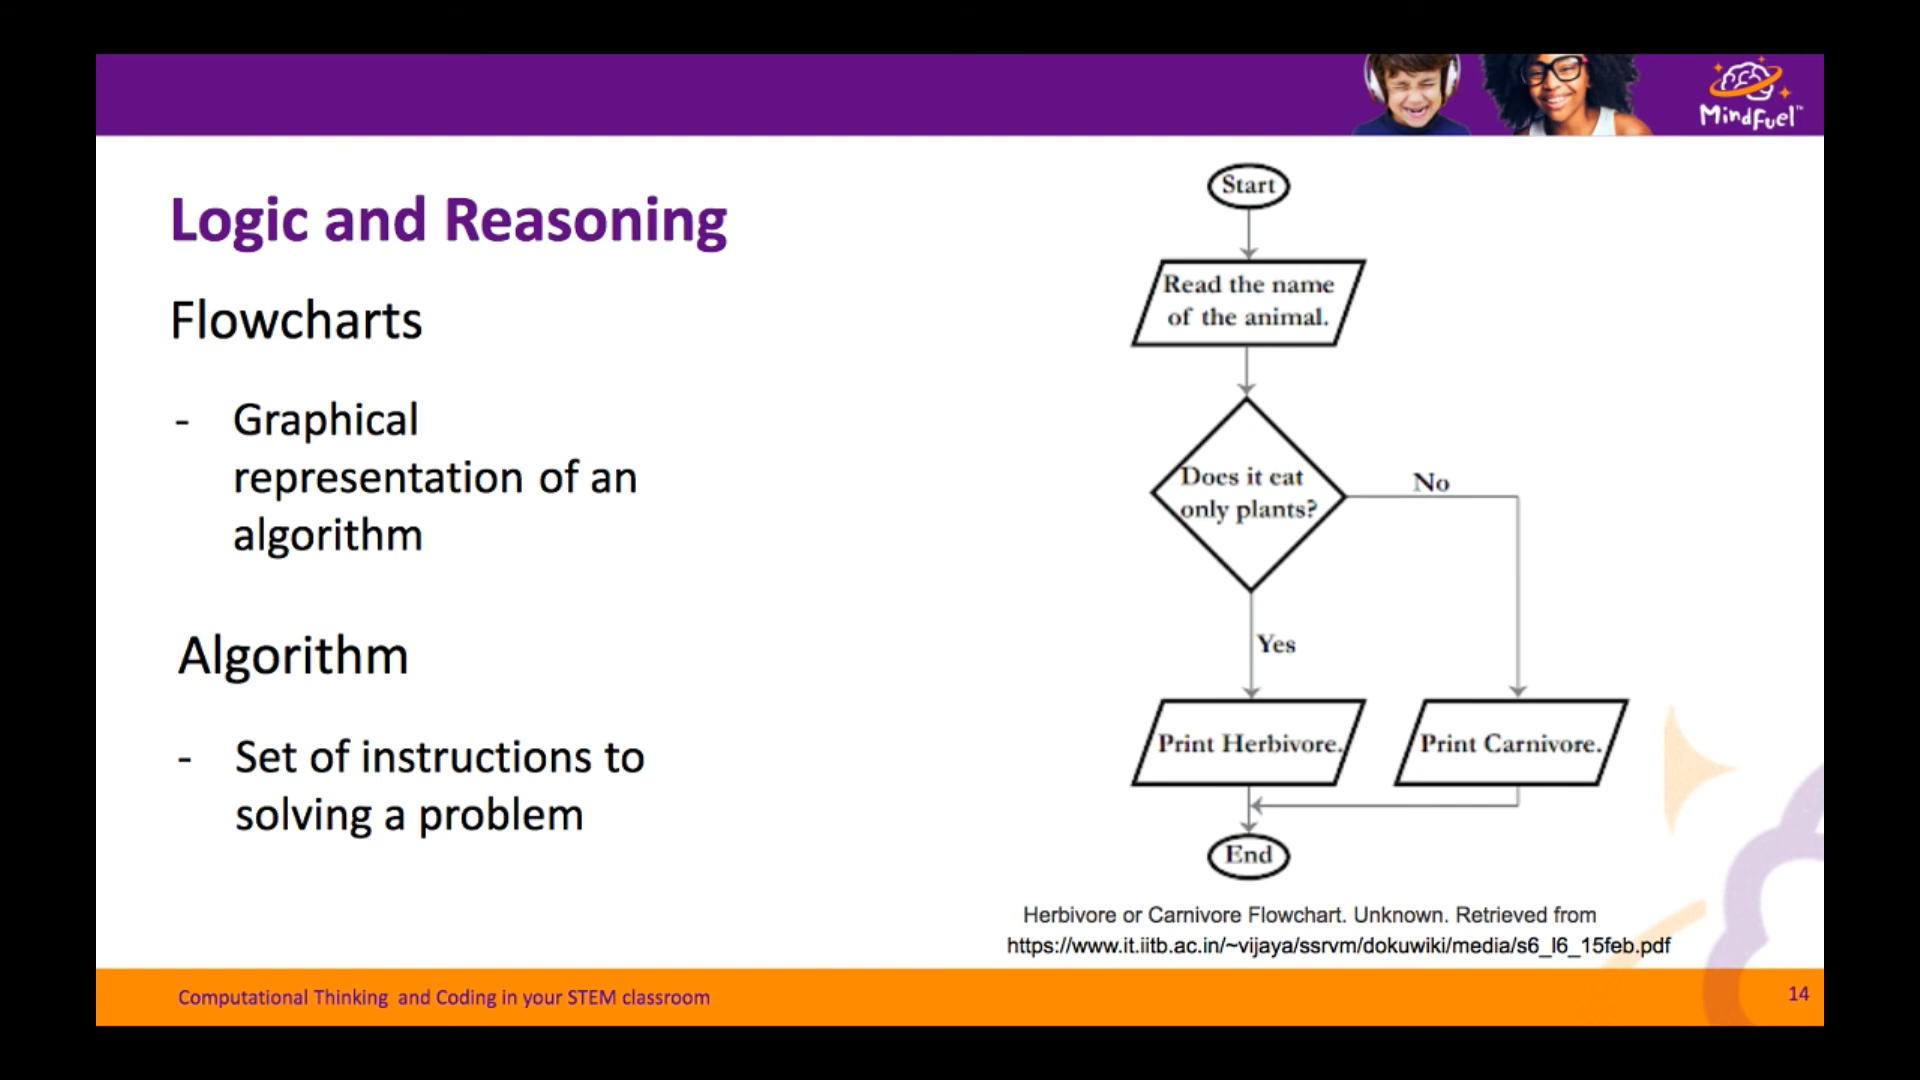 MindFuel™
Logic and Reasoning
Flowcharts
- Graphical
representation of an
algorithm
Algorithm
- Set of instructions to
solving a problem
Start
Read the name
of the animal.
Does it eat
only plants?
No
Yes
Print Herbivore.
Print Carnivore.
End
Herbivore or Carnivore Flowchart. Unknown. Retrieved from
https://www.it.iitb.ac.in/~vijaya/ssrvm/dokuwiki/media/s6_l6_15feb.pdf
Computational Thinking and Coding in your STEM classroom
14